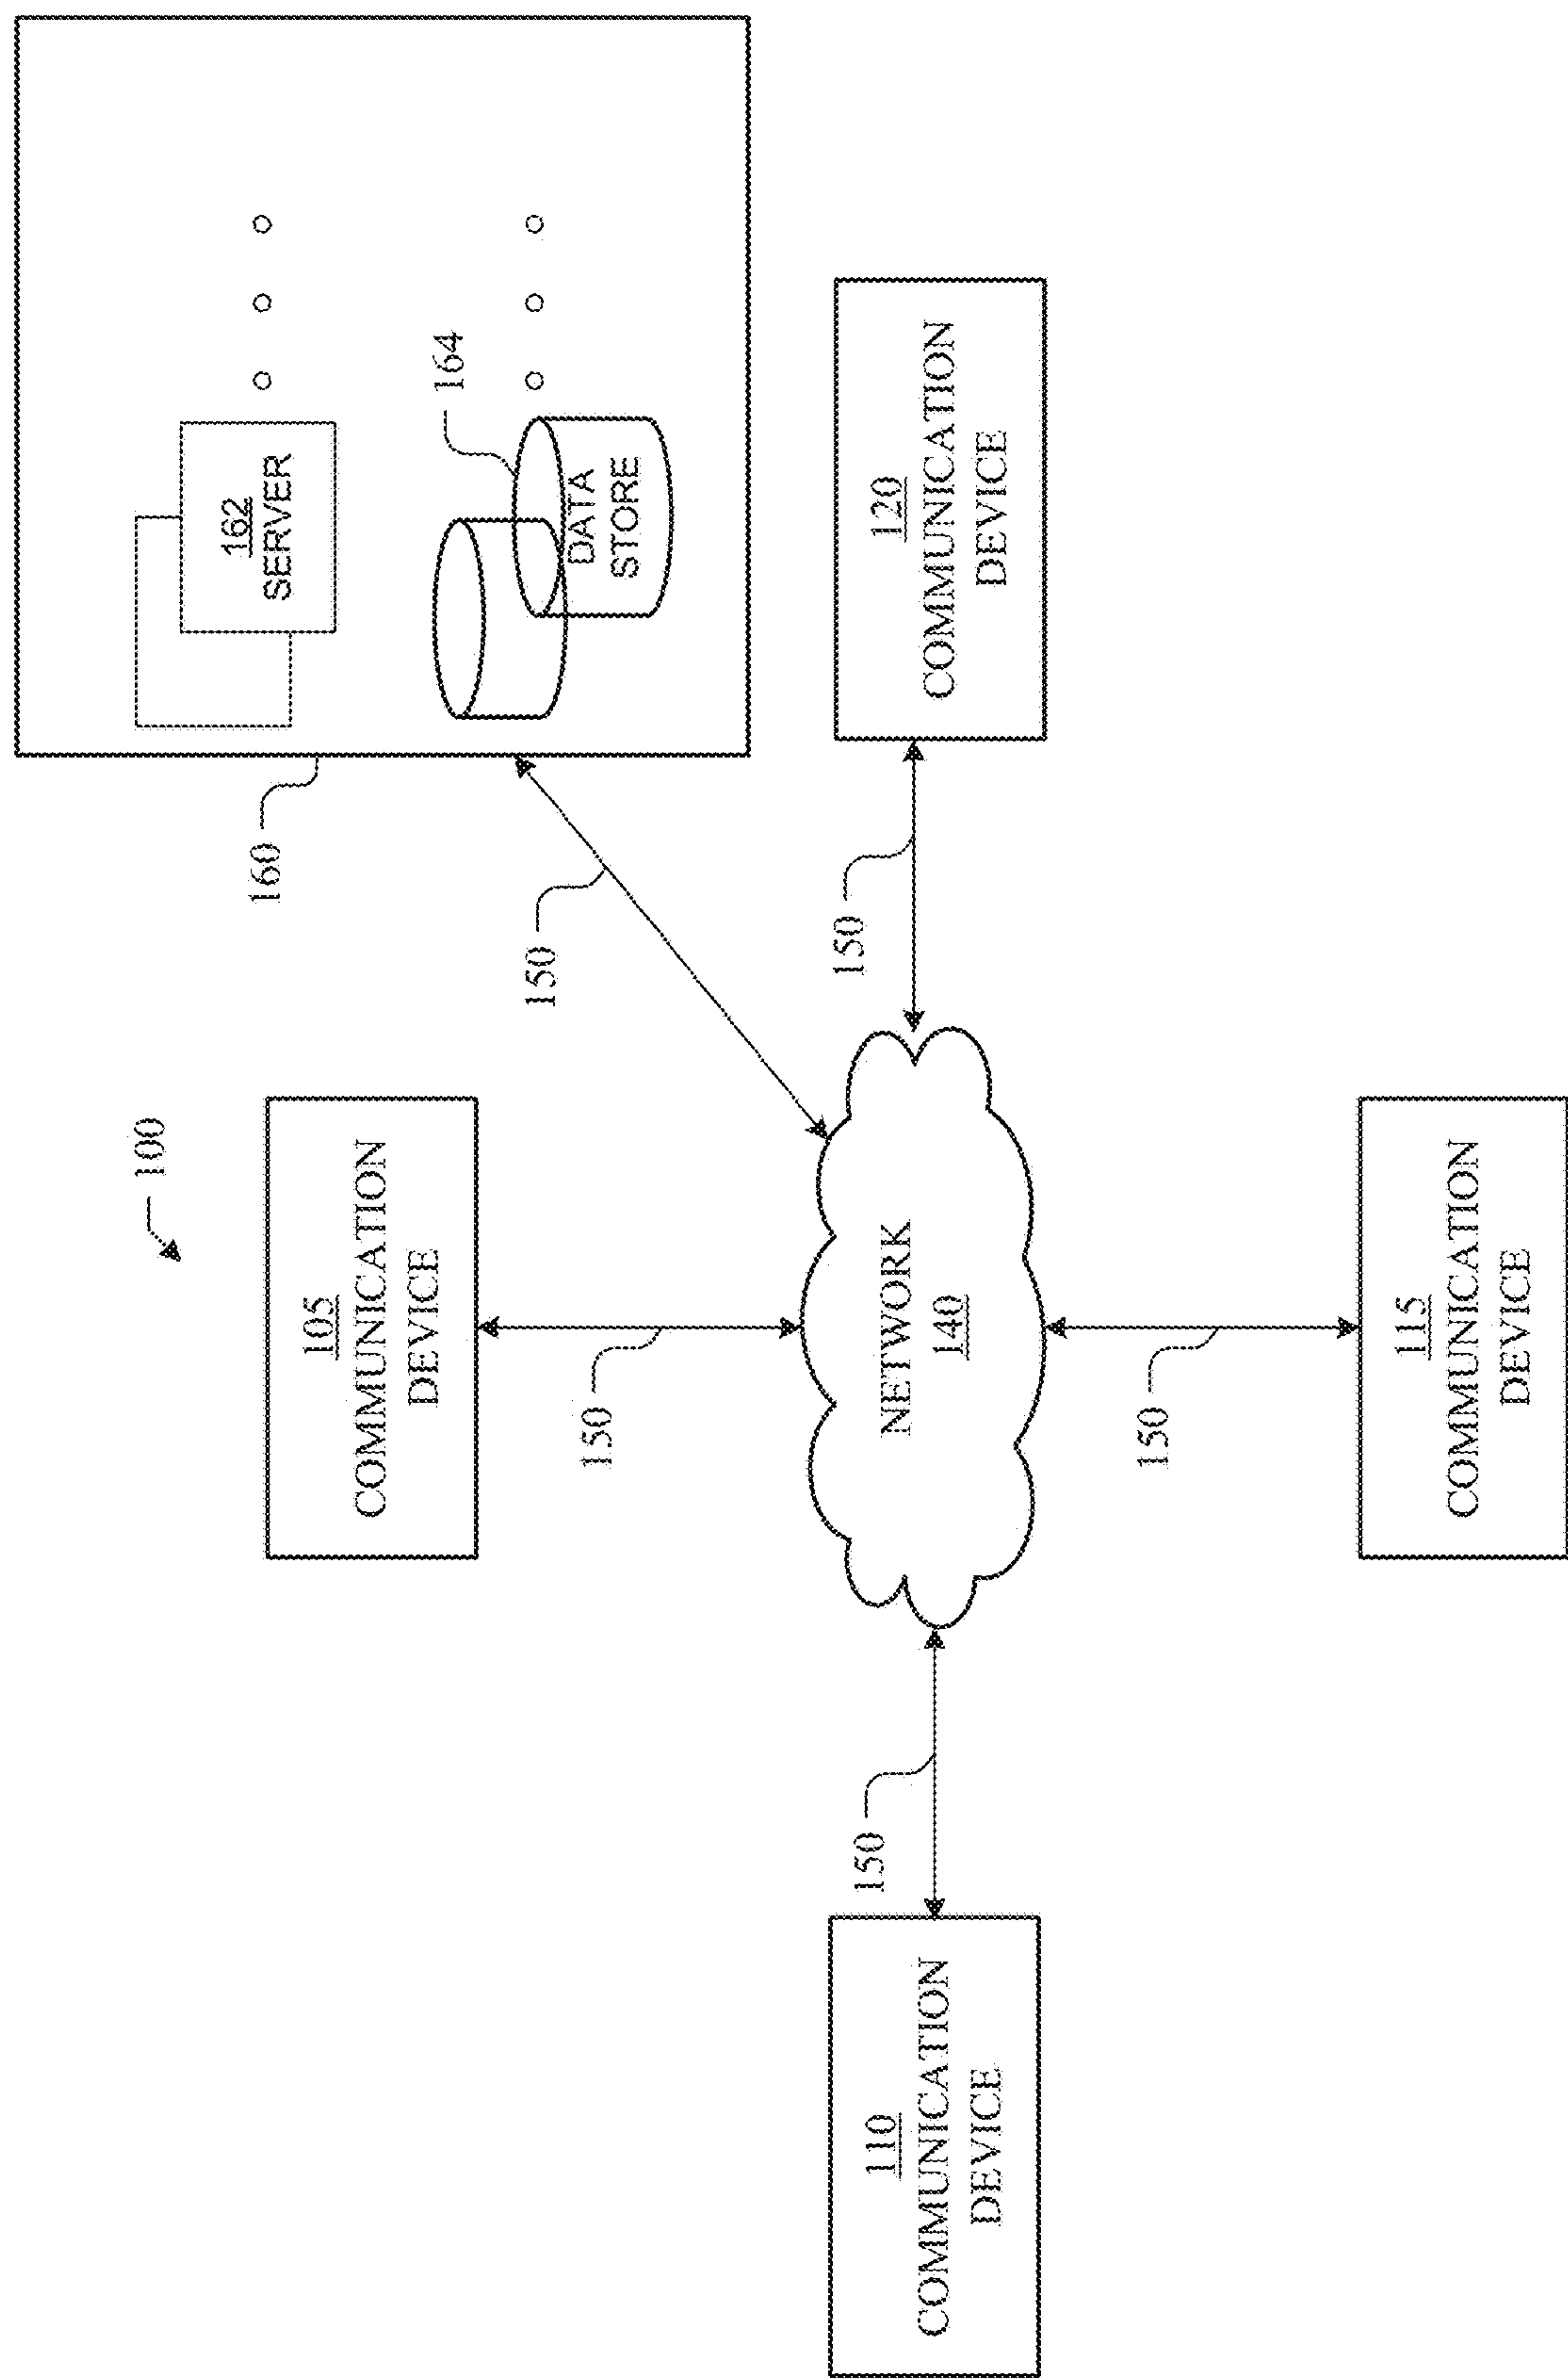 100
160
162
SERVER
164
DATA
STORE
105
COMMUNICATION
DEVICE
150
150
110
COMMUNICATION
DEVICE
150
NETWORK
140
150
120
COMMUNICATION
DEVICE
150
115
COMMUNICATION
DEVICE